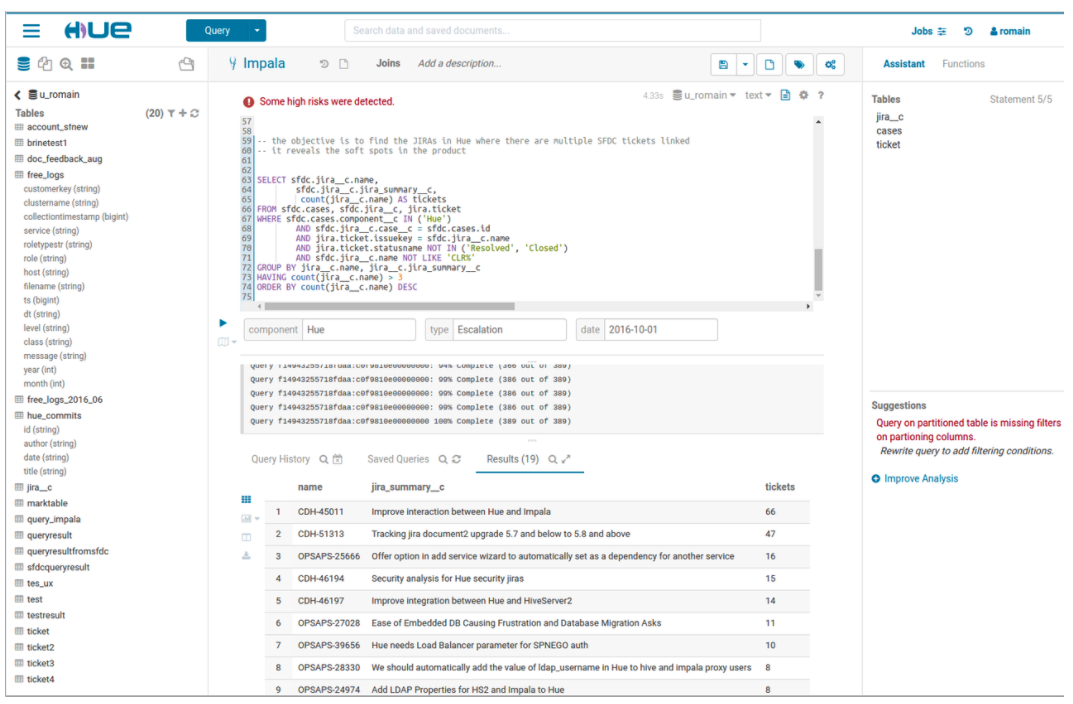 HUE
Query
Search data and saved documents...
Jobs
romain
Impala
Joins
Add a description...
Assistant
Functions
u_romain
Tables
(20)
account_sfnew
brinetest1
doc_feedback_aug
free_logs
customerkey (string)
clustername (string)
collectiontimestamp (bigint)
service (string)
roletypestr (string)
role (string)
host (string)
filename (string)
ts (bigint)
dt (string)
level (string)
class (string)
message (string)
year (int)
month (int)
free_logs_2016_06
hue_commits
id (string)
author (string)
date (string)
title (string)
jira__c
marktable
query_impala
queryresult
queryresultfromsfdc
sfdcqueryresult
tes_ux
test
testresult
ticket
ticket2
ticket3
ticket4
Some high risks were detected.
4.33s u_romain text ?
57
58
59 -- the objective is to find the JIRAs in Hue where there are multiple SFDC tickets linked
60 -- it reveals the soft spots in the product
61
62
63 SELECT sfdc.jira__c.name,
64 sfdc.jira__c.jira_summary__c,
65 count(jira__c.name) AS tickets
66 FROM sfdc.cases, sfdc.jira__c, jira.ticket
67 WHERE sfdc.cases.component__c IN ('Hue')
68 AND sfdc.jira__c.case__c = sfdc.cases.id
69 AND jira.ticket.issuekey = sfdc.jira__c.name
70 AND jira.ticket.statusname NOT IN ('Resolved', 'Closed')
71 AND sfdc.jira__c.name NOT LIKE 'CLR%'
72 GROUP BY jira__c.name, jira__c.jira_summary__c
73 HAVING count(jira__c.name) > 3
74 ORDER BY count(jira__c.name) DESC
75
component Hue
type Escalation
date 2016-10-01
Query f14943255718fdaa:c0f9810e00000000: 94% Complete (366 out of 389)
Query f14943255718fdaa:c0f9810e00000000: 99% Complete (386 out of 389)
Query f14943255718fdaa:c0f9810e00000000: 99% Complete (386 out of 389)
Query f14943255718fdaa:c0f9810e00000000: 99% Complete (386 out of 389)
Query f14943255718fdaa:c0f9810e00000000 100% Complete (389 out of 389)
Query History
Saved Queries
Results (19)
name jira_summary__c tickets
1 CDH-45011 Improve interaction between Hue and Impala 66
2 CDH-51313 Tracking jira document2 upgrade 5.7 and below to 5.8 and above 47
3 OPSAPS-25666 Offer option in add service wizard to automatically set as a dependency for another service 16
4 CDH-46194 Security analysis for Hue security jiras 15
5 CDH-46197 Improve integration between Hue and HiveServer2 14
6 OPSAPS-27028 Ease of Embedded DB Causing Frustration and Database Migration Asks 11
7 OPSAPS-39656 Hue needs Load Balancer parameter for SPNEGO auth 10
8 OPSAPS-28330 We should automatically add the value of ldap_username in Hue to hive and impala proxy users 8
9 OPSAPS-24974 Add LDAP Properties for HS2 and Impala to Hue 8
Tables
Statement 5/5
jira__c
cases
ticket
Suggestions
Query on partitioned table is missing filters
on partioning columns.
Rewrite query to add filtering conditions.
Improve Analysis